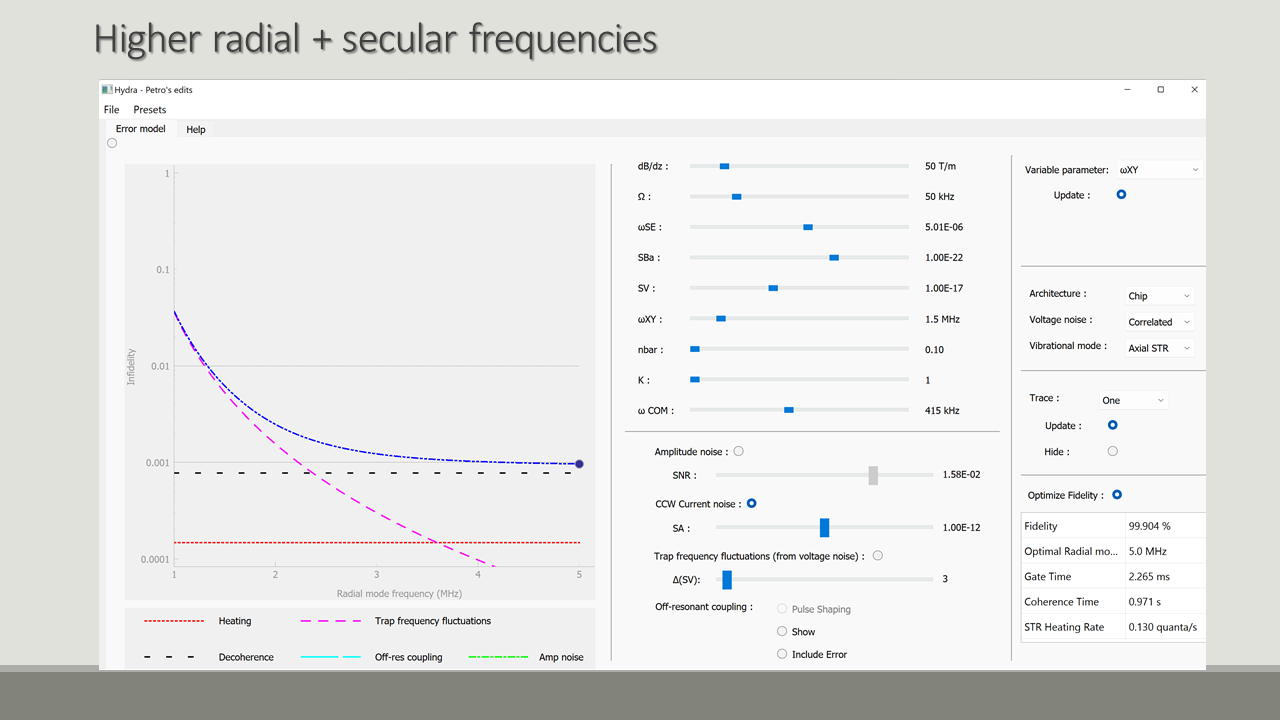 Higher radial + secular frequencies
Hydra - Petro's edits
File Presets
Error model Help
1
0.1
0.01
0.001
0.0001
Infidelity
1 2 3 4 5
Radial mode frequency (MHz)
Heating Trap frequency fluctuations
Decoherence Off-res coupling Amp noise
dB/dz : 50 T/m
Ω : 50 kHz
ωSE : 5.01E-06
SBa : 1.00E-22
SV : 1.00E-17
ωXY : 1.5 MHz
nbar : 0.10
K : 1
ω COM : 415 kHz
Amplitude noise :
SNR : 1.58E-02
CCW Current noise :
SA : 1.00E-12
Trap frequency fluctuations (from voltage noise) :
Δ(SV): 3
Off-resonant coupling : Pulse Shaping
Show
Include Error
Variable parameter: ωXY
Update :
Architecture : Chip
Voltage noise : Correlated
Vibrational mode : Axial STR
Trace : One
Update :
Hide :
Optimize Fidelity :
Fidelity 99.904 %
Optimal Radial mo... 5.0 MHz
Gate Time 2.265 ms
Coherence Time 0.971 s
STR Heating Rate 0.130 quanta/s